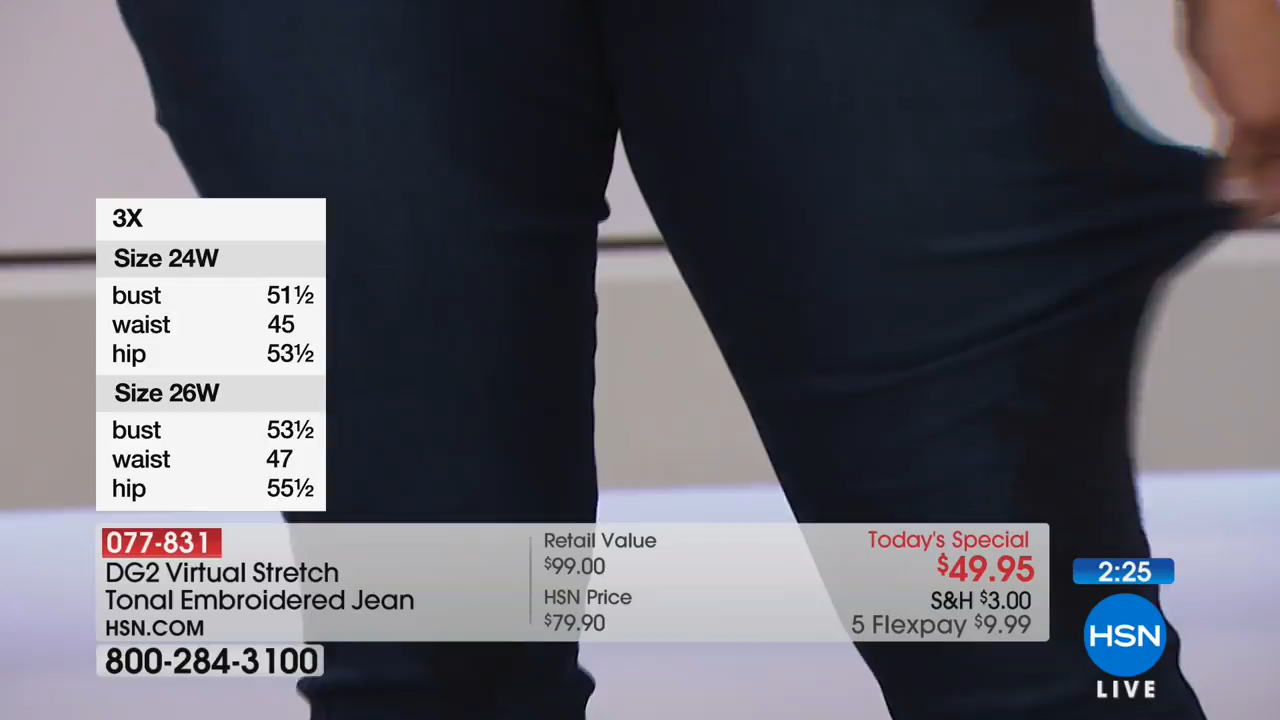 3X
Size 24W
bust 51½
waist 45
hip 53½
Size 26W
bust 53½
waist 47
hip 55½
077-831
DG2 Virtual Stretch
Tonal Embroidered Jean
HSN.COM
800-284-3100
Retail Value
$99.00
HSN Price
$79.90
Today's Special
$49.95
S&H $3.00
5 Flexpay $9.99
2:25
HSN
LIVE